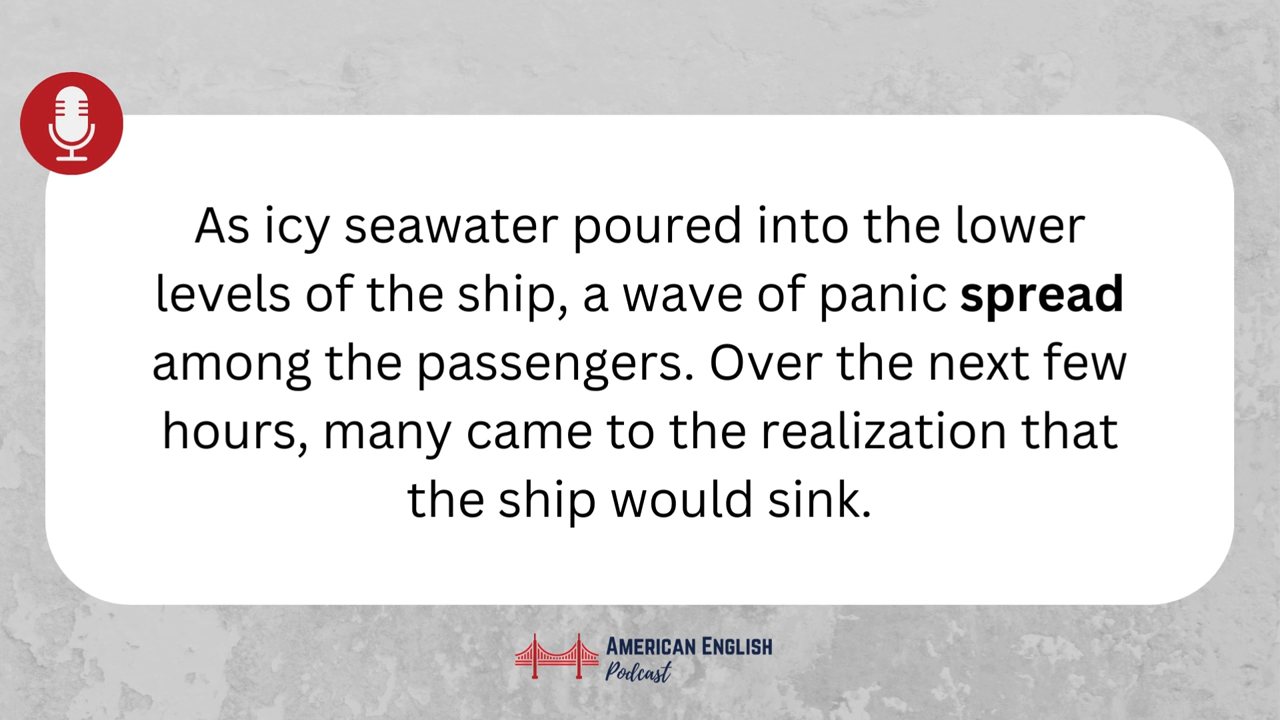 As icy seawater poured into the lower
levels of the ship, a wave of panic spread
among the passengers. Over the next few
hours, many came to the realization that
the ship would sink.
AMERICAN ENGLISH
Podcast